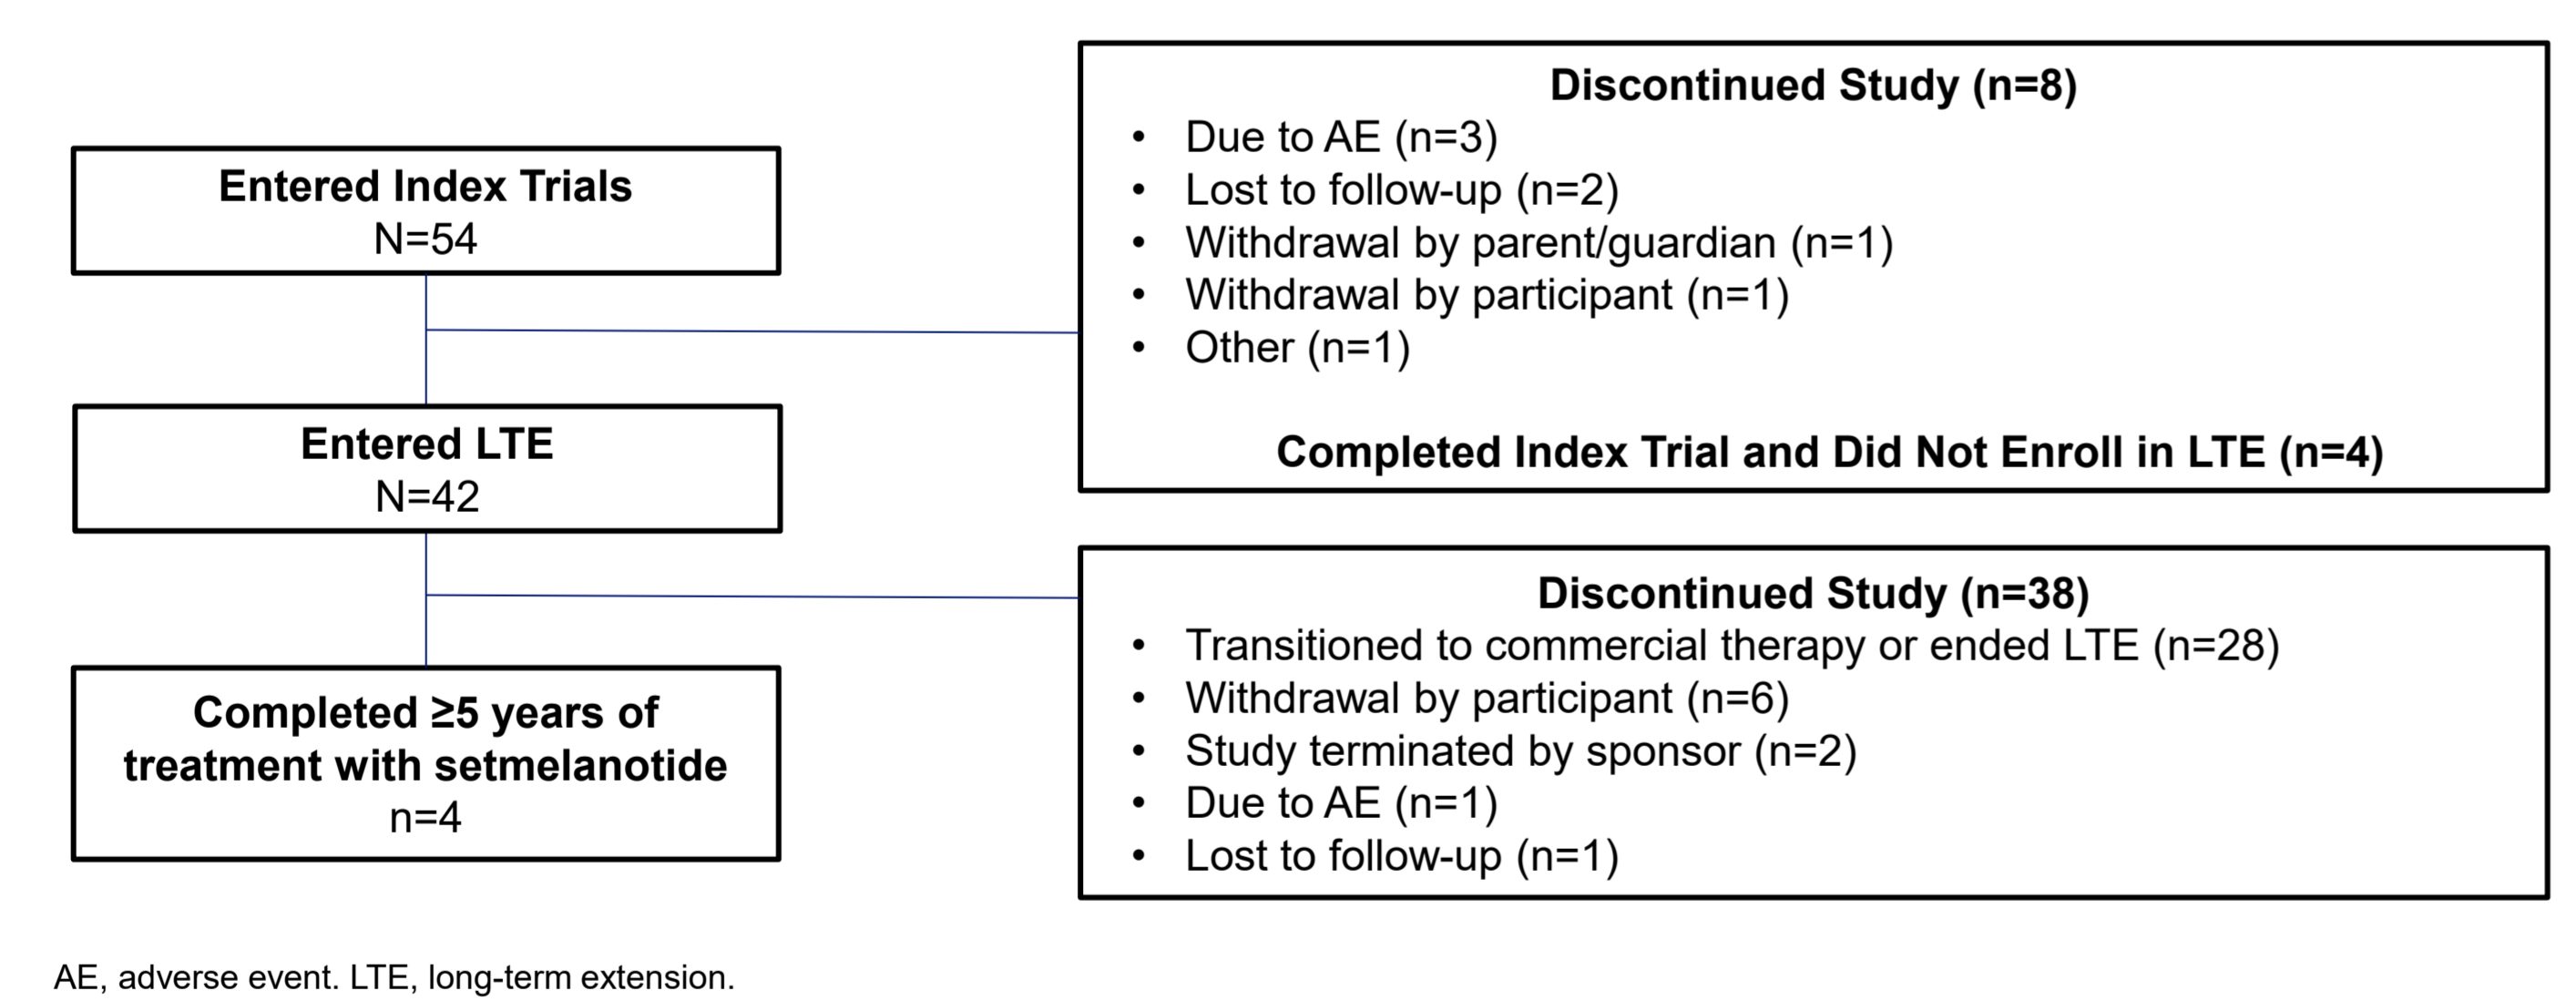 Entered Index Trials
N=54
Discontinued Study (n=8)
• Due to AE (n=3)
• Lost to follow-up (n=2)
• Withdrawal by parent/guardian (n=1)
• Withdrawal by participant (n=1)
• Other (n=1)
Completed Index Trial and Did Not Enroll in LTE (n=4)
Entered LTE
N=42
Discontinued Study (n=38)
• Transitioned to commercial therapy or ended LTE (n=28)
• Withdrawal by participant (n=6)
• Study terminated by sponsor (n=2)
• Due to AE (n=1)
• Lost to follow-up (n=1)
Completed ≥5 years of
treatment with setmelanotide
n=4
AE, adverse event. LTE, long-term extension.